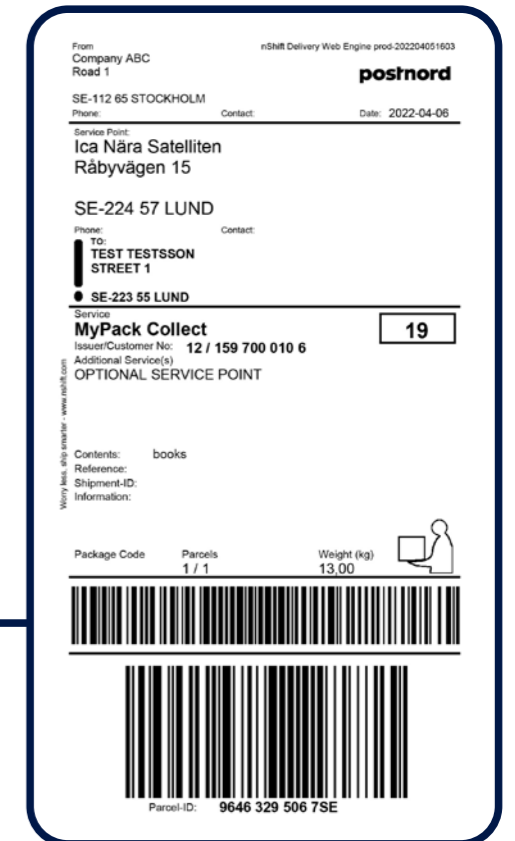 From
nShift Delivery Web Engine prod-202204051603
Company ABC
Road 1
postnord
SE-112 65 STOCKHOLM
Phone: Contact: Date: 2022-04-06
Service Point:
Ica Nära Satelliten
Råbyvägen 15
SE-224 57 LUND
Phone: Contact:
TO:
TEST TESTSSON
STREET 1
SE-223 55 LUND
Service
MyPack Collect
19
Issuer/Customer No: 12 / 159 700 010 6
Additional Service(s)
OPTIONAL SERVICE POINT
Worry less, ship smarter - www.nshift.com
Contents: books
Reference:
Shipment-ID:
Information:
Package Code Parcels Weight (kg)
1 / 1 13,00
Parcel-ID: 9646 329 506 7SE